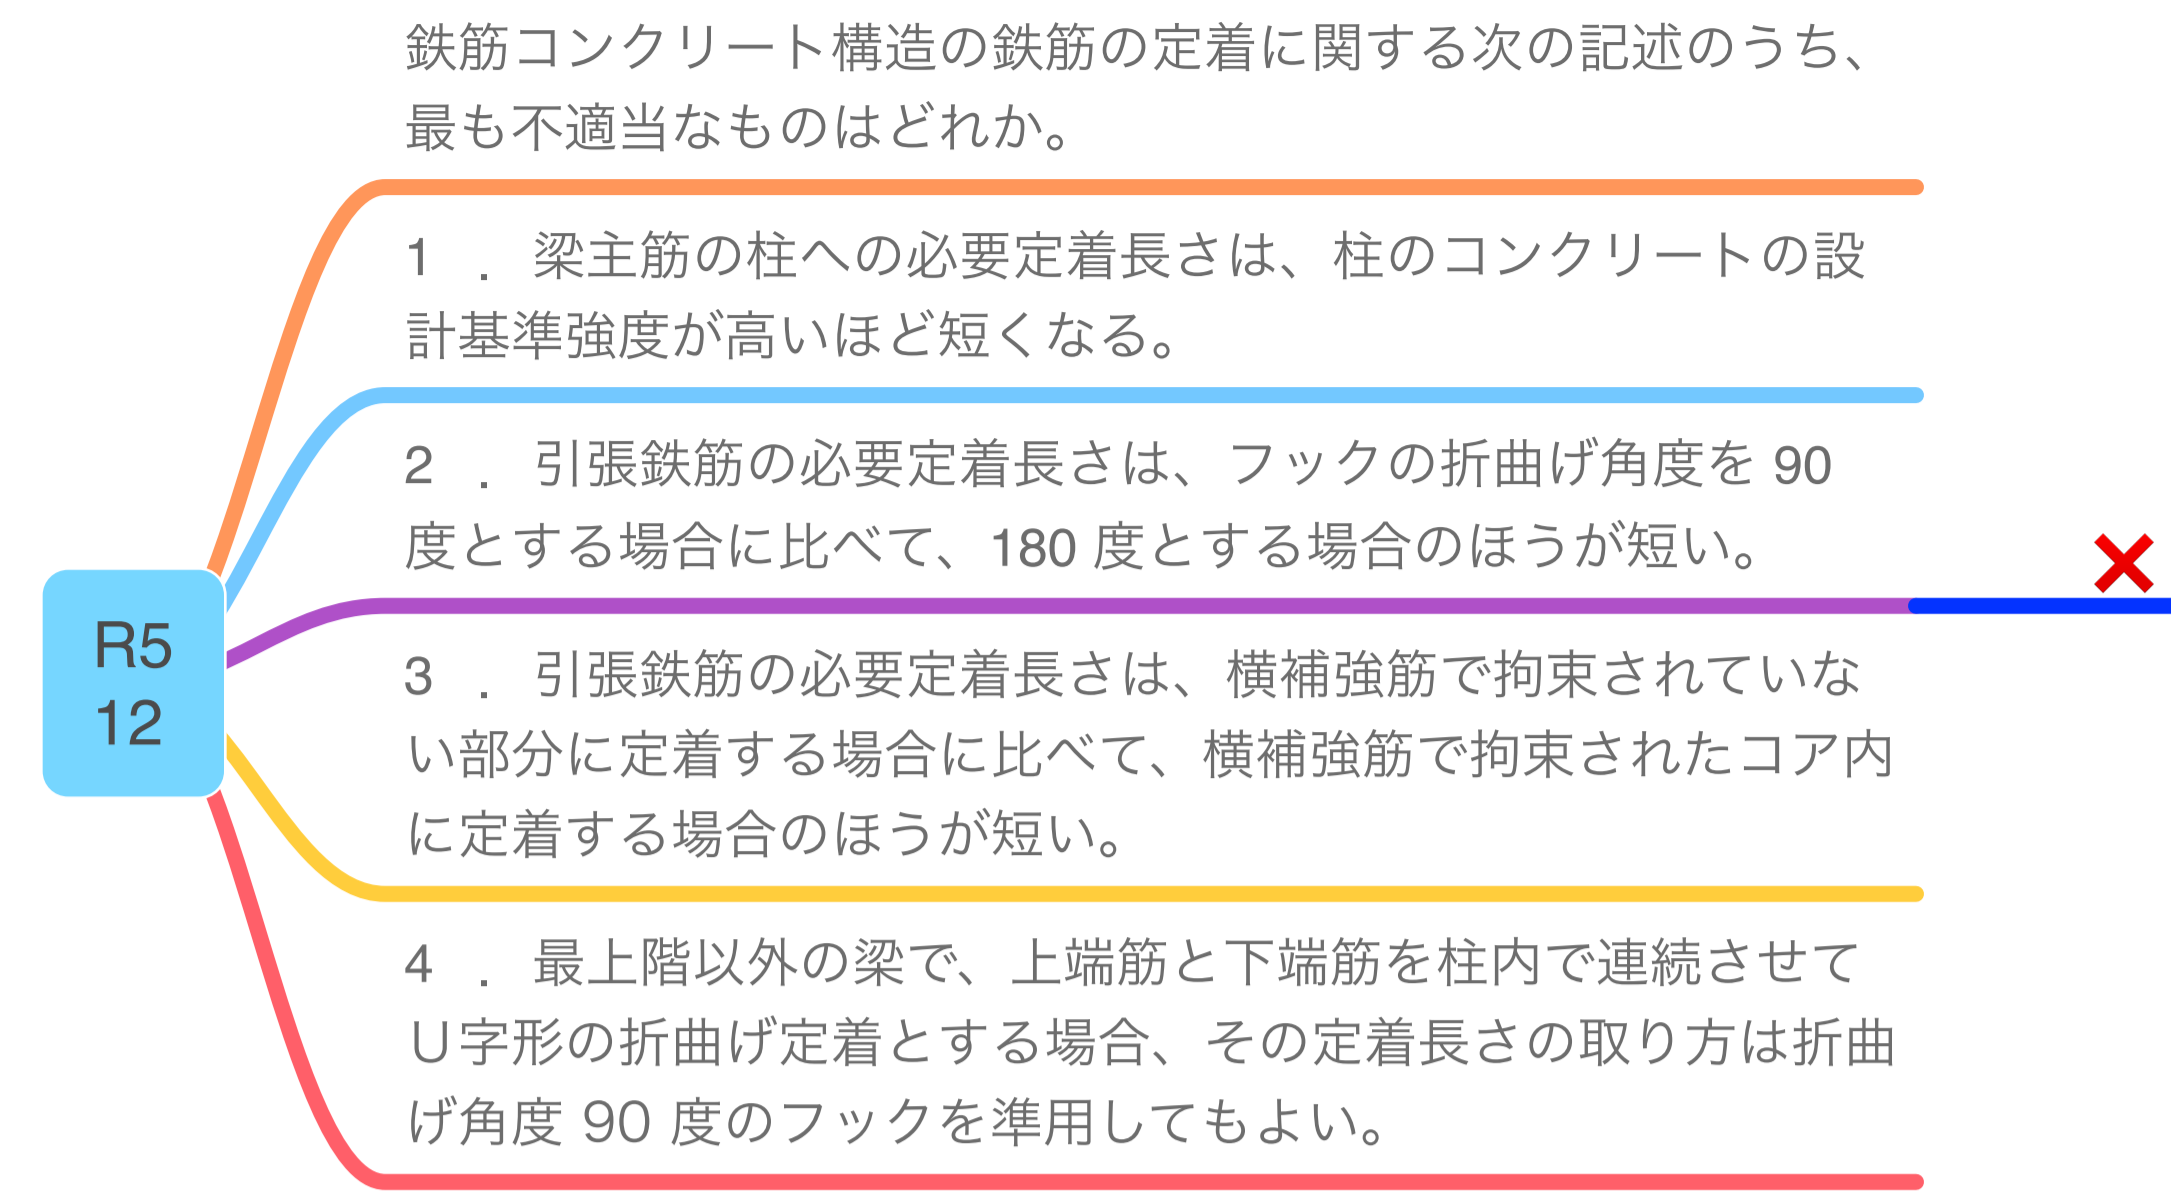 鉄筋コンクリート構造の鉄筋の定着に関する次の記述のうち、
最も不適当なものはどれか。
1 . 梁主筋の柱への必要定着長さは、柱のコンクリートの設
計基準強度が高いほど短くなる。
2 . 引張鉄筋の必要定着長さは、フックの折曲げ角度を 90
度とする場合に比べて、180 度とする場合のほうが短い。
R5
12
3 . 引張鉄筋の必要定着長さは、横補強筋で拘束されていな
い部分に定着する場合に比べて、横補強筋で拘束されたコア内
に定着する場合のほうが短い。
4 . 最上階以外の梁で、上端筋と下端筋を柱内で連続させて
U字形の折曲げ定着とする場合、その定着長さの取り方は折曲
げ角度 90 度のフックを準用してもよい。